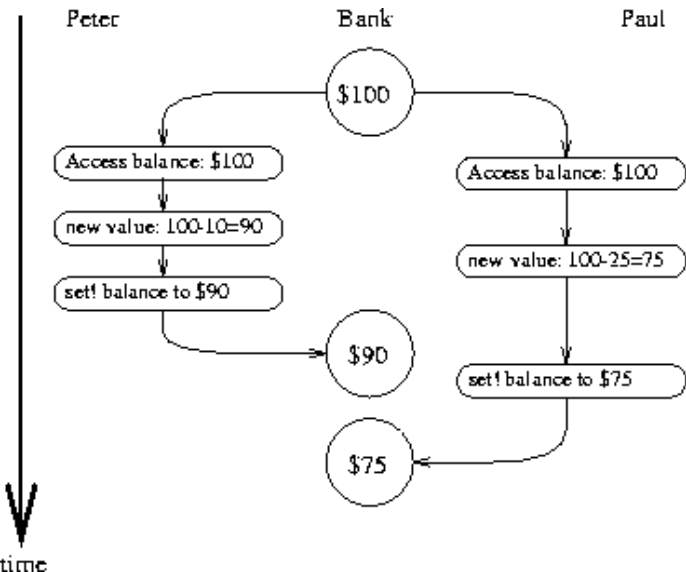 Peter Bank Paul
$100
Access balance: $100
Access balance: $100
new value: 100-10=90
new value: 100-25=75
set! balance to $90
$90
set! balance to $75
$75
time